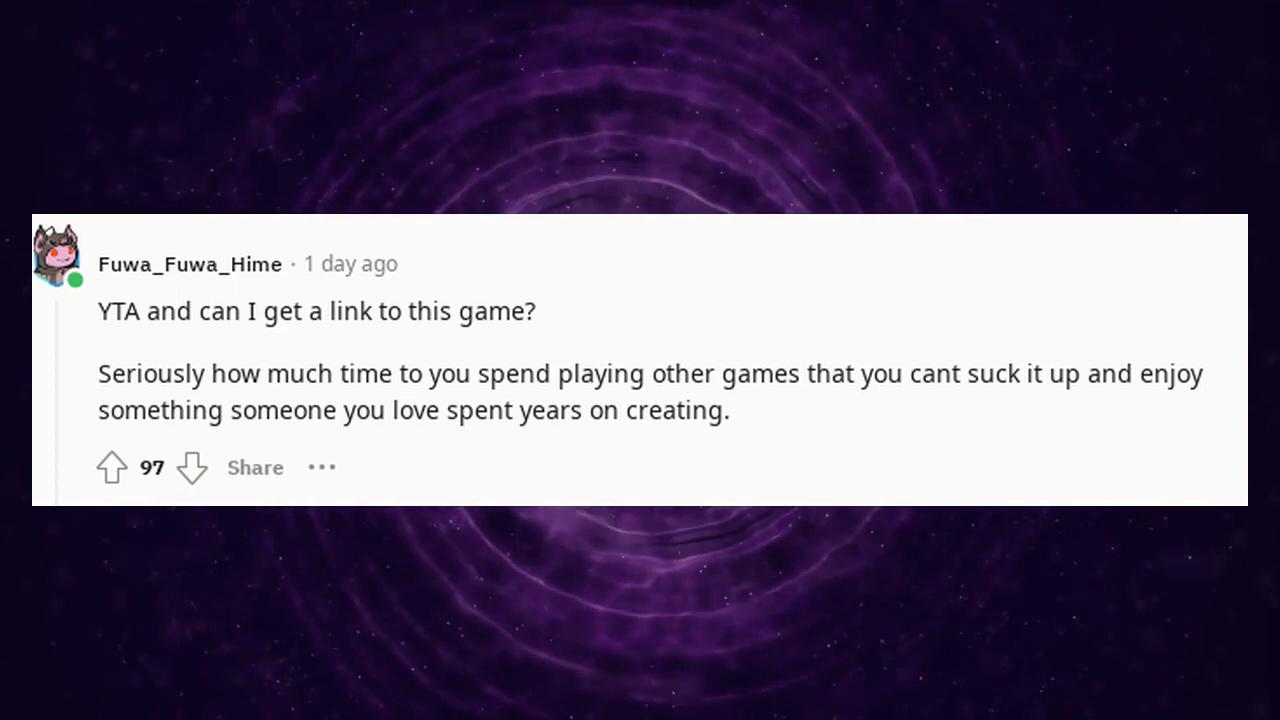 Fuwa_Fuwa_Hime · 1 day ago
YTA and can I get a link to this game?
Seriously how much time to you spend playing other games that you cant suck it up and enjoy
something someone you love spent years on creating.
97 Share ···